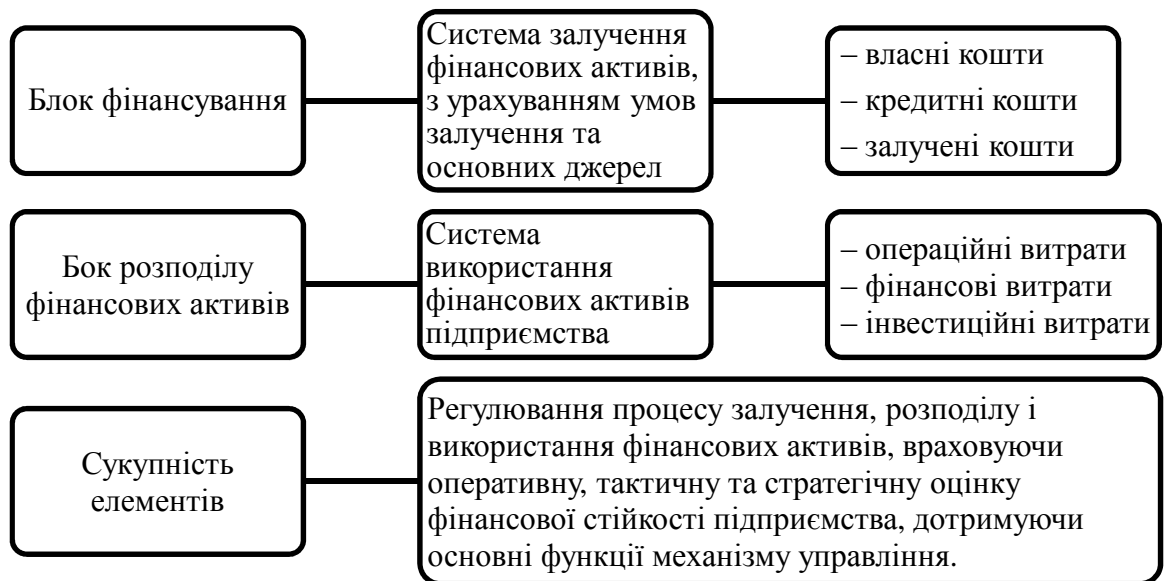 Блок фінансування
Система залучення
фінансових активів,
з урахуванням умов
залучення та
основних джерел
– власні кошти
– кредитні кошти
– залучені кошти
Бок розподілу
фінансових активів
Система
використання
фінансових активів
підприємства
– операційні витрати
– фінансові витрати
– інвестиційні витрати
Сукупність
елементів
Регулювання процесу залучення, розподілу і
використання фінансових активів, враховуючи
оперативну, тактичну та стратегічну оцінку
фінансової стійкості підприємства, дотримуючи
основні функції механізму управління.